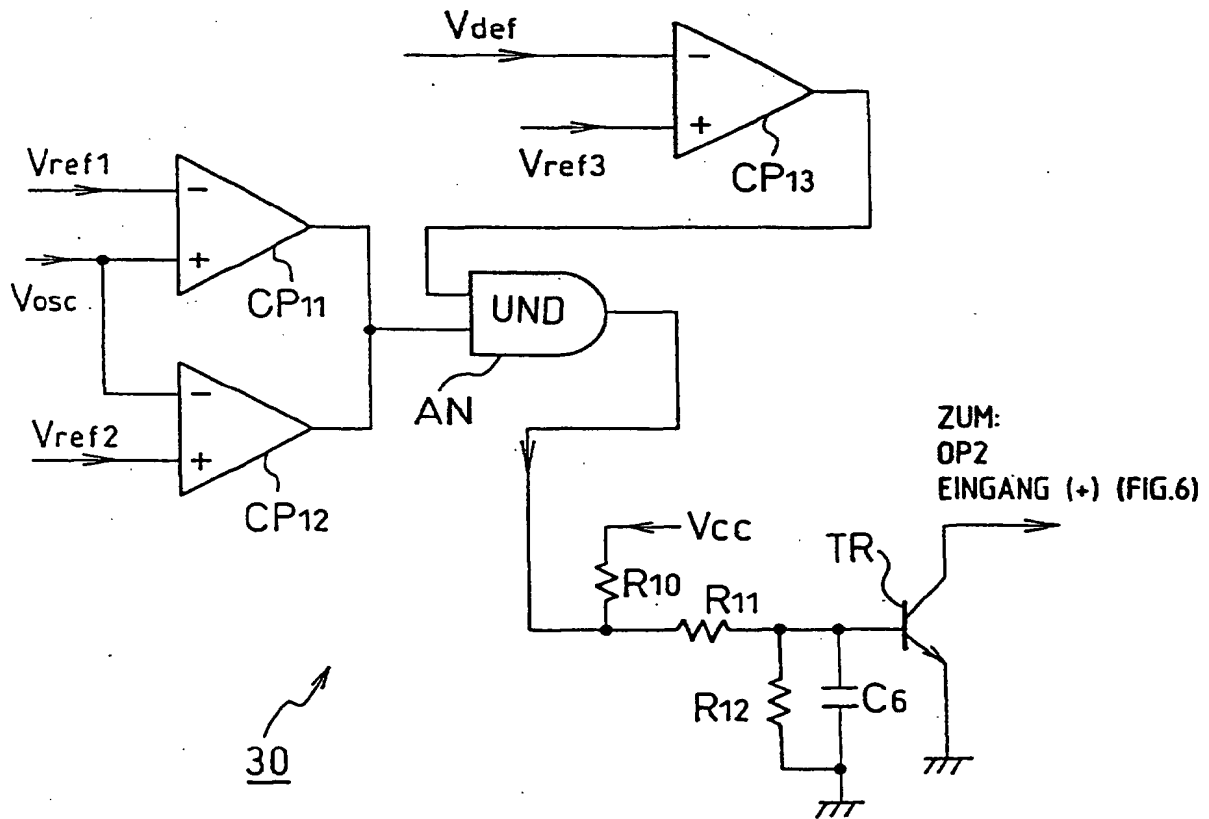 Vdef
−
+
Vref3
CP13
Vref1
−
+
Vosc
CP11
UND
AN
−
+
Vref2
CP12
ZUM:
OP2
EINGANG (+) (FIG.6)
Vcc
TR
R10
R11
R12
C6
30